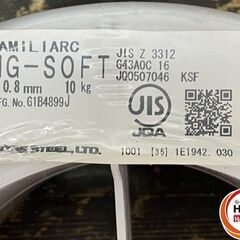 AMILIARC
JIS Z 3312
G43A0C 16
JQ0507046 KSF
G-SOFT
0.8 mm 10 kg
FG. No. G1B4899J
JIS
JQA
STEEL, LTD.
1001 [35] 1E1942. 030